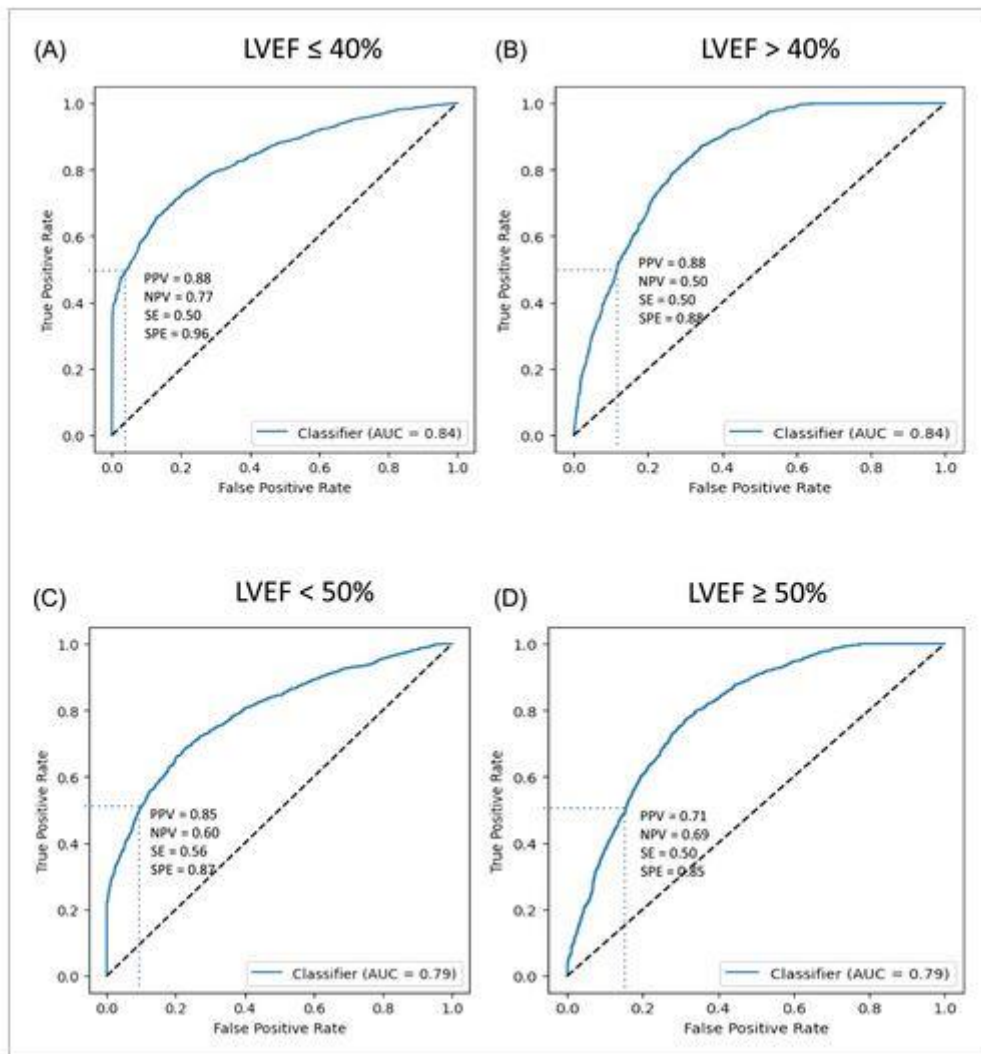 (A) LVEF ≤ 40%
1.0
0.8
0.6
0.4
0.2
0.0
True Positive Rate
PPV = 0.88
NPV = 0.77
SE = 0.50
SPE = 0.96
Classifier (AUC = 0.84)
0.0 0.2 0.4 0.6 0.8 1.0
False Positive Rate
(B) LVEF > 40%
1.0
0.8
0.6
0.4
0.2
0.0
True Positive Rate
PPV = 0.88
NPV = 0.50
SE = 0.50
SPE = 0.88
Classifier (AUC = 0.84)
0.0 0.2 0.4 0.6 0.8 1.0
False Positive Rate
(C) LVEF < 50%
1.0
0.8
0.6
0.4
0.2
0.0
True Positive Rate
PPV = 0.85
NPV = 0.60
SE = 0.56
SPE = 0.87
Classifier (AUC = 0.79)
0.0 0.2 0.4 0.6 0.8 1.0
False Positive Rate
(D) LVEF ≥ 50%
1.0
0.8
0.6
0.4
0.2
0.0
True Positive Rate
PPV = 0.71
NPV = 0.69
SE = 0.50
SPE = 0.85
Classifier (AUC = 0.79)
0.0 0.2 0.4 0.6 0.8 1.0
False Positive Rate